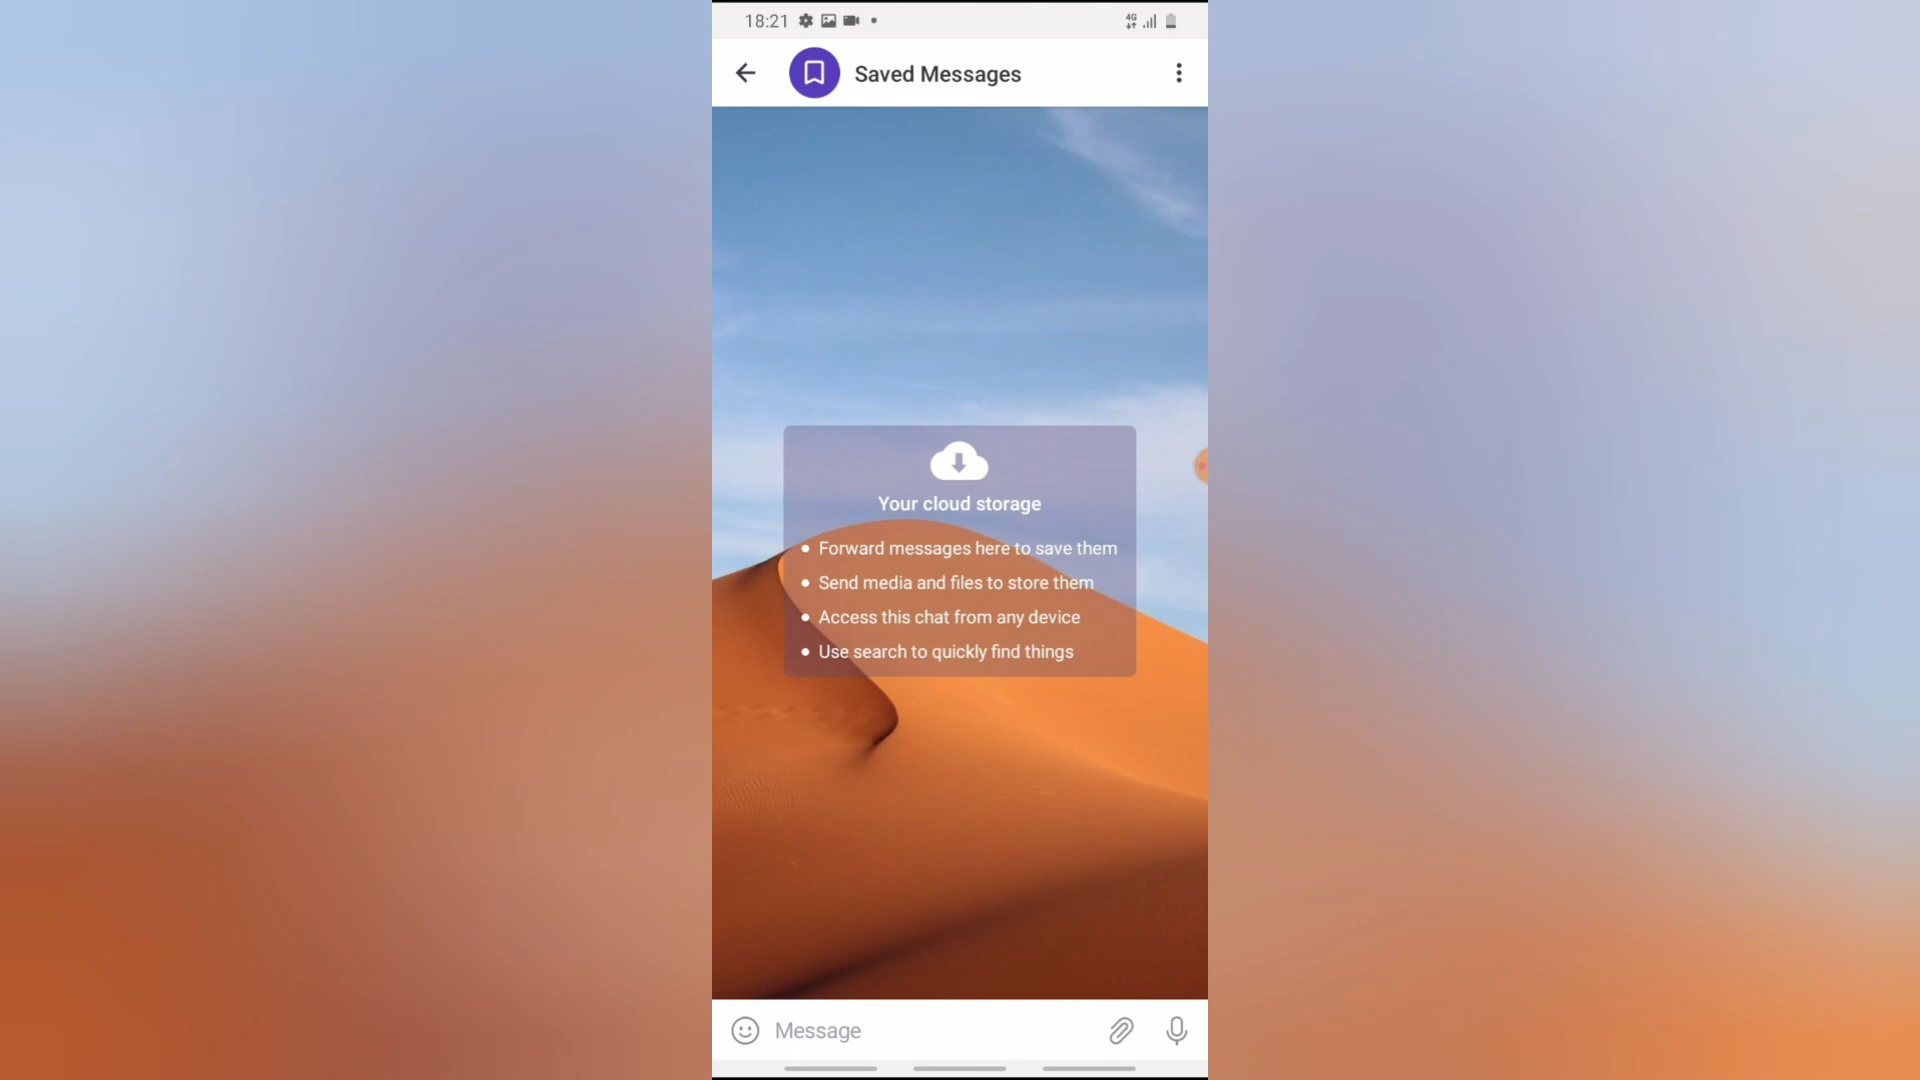 18:21
4G
Saved Messages
Your cloud storage
Forward messages here to save them
Send media and files to store them
Access this chat from any device
Use search to quickly find things
Message